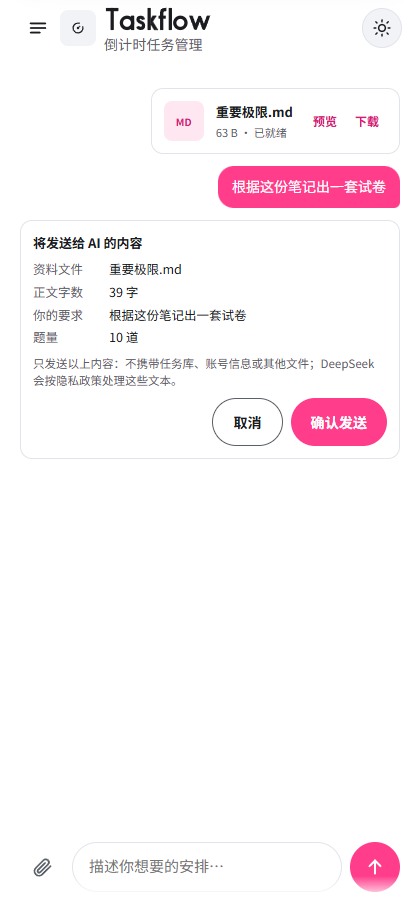 Taskflow
倒计时任务管理
MD
重要极限.md
63 B · 已就绪
预览
下载
根据这份笔记出一套试卷
将发送给 AI 的内容
资料文件 重要极限.md
正文字数 39 字
你的要求 根据这份笔记出一套试卷
题量 10 道
只发送以上内容：不携带任务库、账号信息或其他文件；DeepSeek
会按隐私政策处理这些文本。
取消
确认发送
描述你想要的安排…